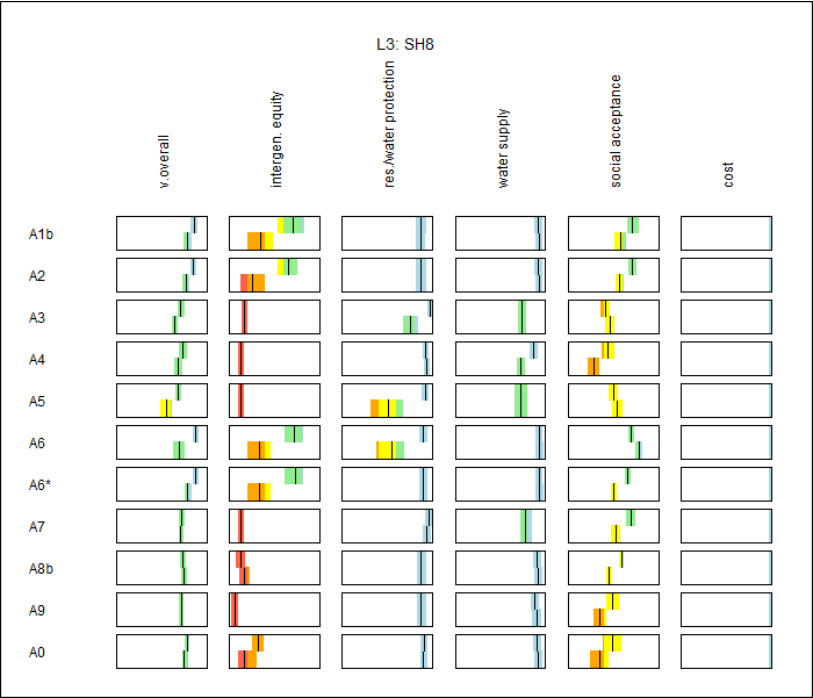 L3: SH8
v.overall
intergen. equity
res./water protection
water supply
social acceptance
cost
A1b
A2
A3
A4
A5
A6
A6*
A7
A8b
A9
A0